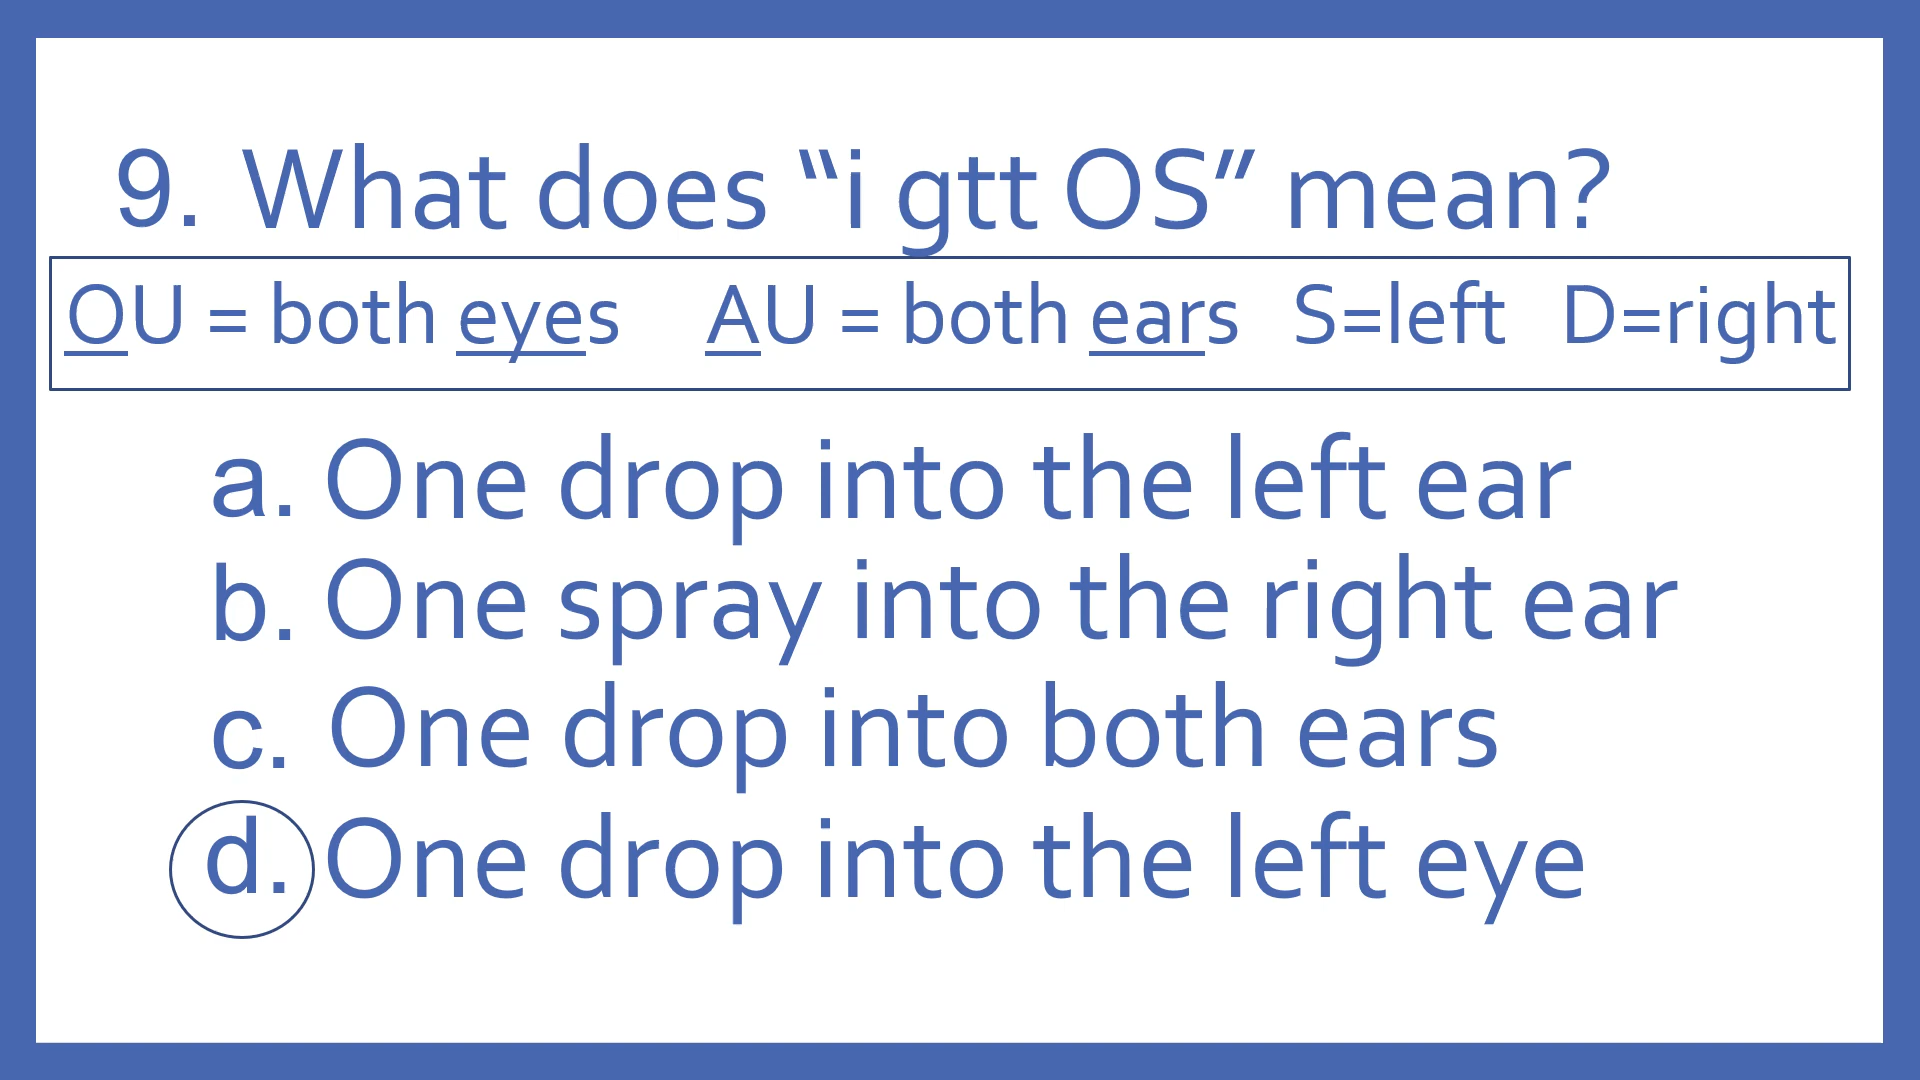 9. What does “i gtt OS” mean?
OU = both eyes AU = both ears S=left D=right
a. One drop into the left ear
b. One spray into the right ear
c. One drop into both ears
d. One drop into the left eye